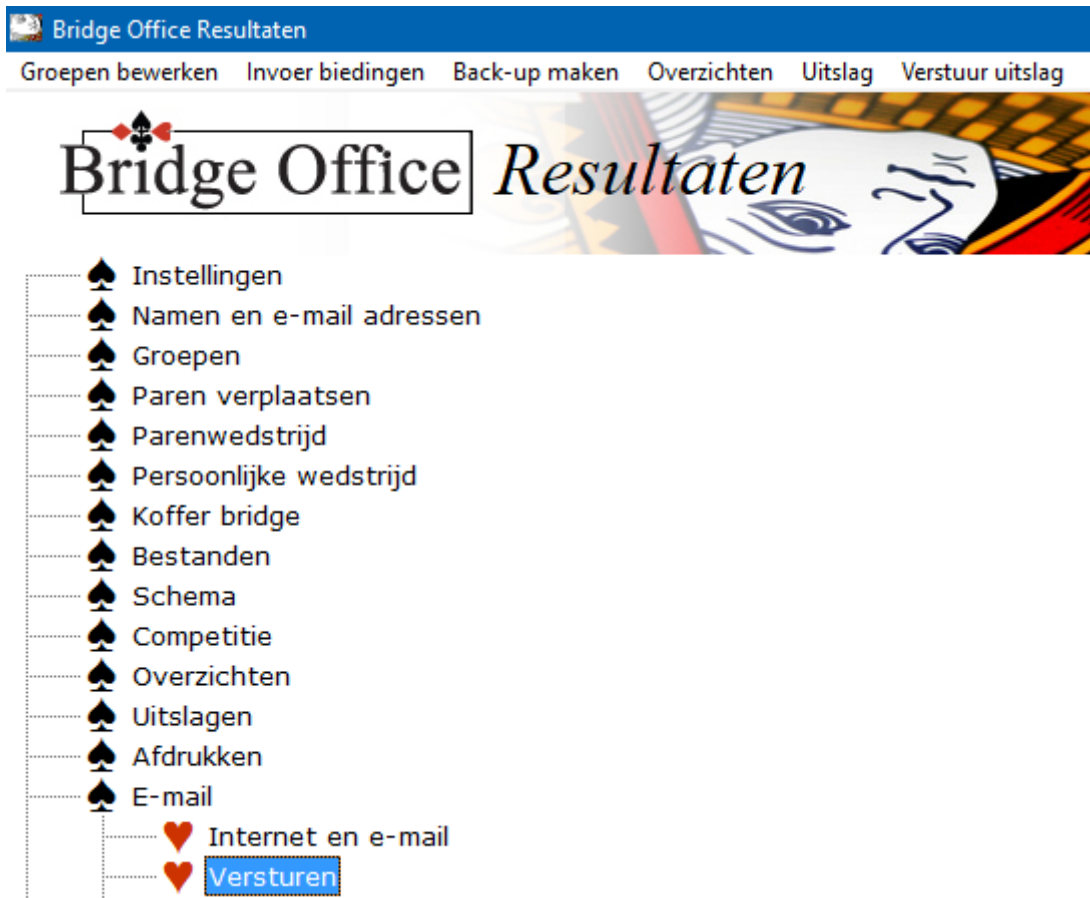 Bridge Office Resultaten
Groepen bewerken Invoer biedingen Back-up maken Overzichten Uitslag Verstuur uitslag
Bridge Office Resultaten
Instellingen
Namen en e-mail adressen
Groepen
Paren verplaatsen
Parenwedstrijd
Persoonlijke wedstrijd
Koffer bridge
Bestanden
Schema
Competitie
Overzichten
Uitslagen
Afdrukken
E-mail
Internet en e-mail
Versturen